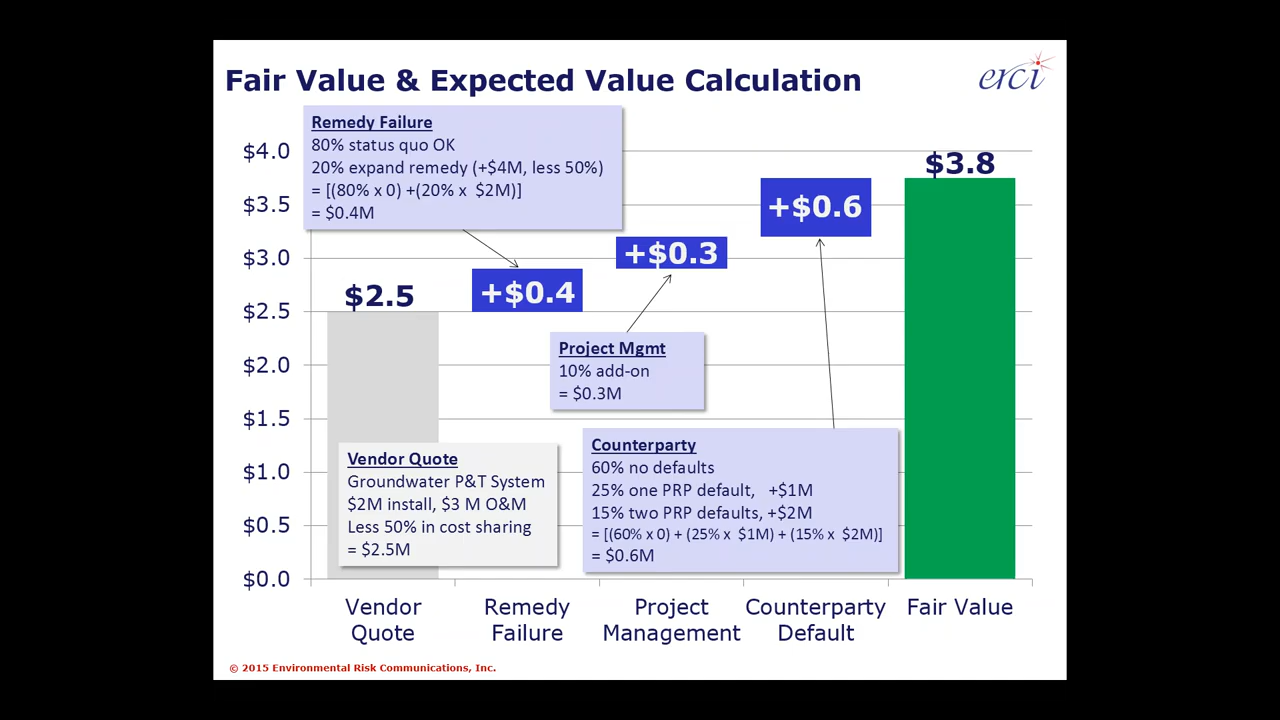 Fair Value & Expected Value Calculation
erci
Remedy Failure
80% status quo OK
20% expand remedy (+$4M, less 50%)
= [(80% x 0) +(20% x  $2M)]
= $0.4M
$4.0
$3.5
$3.0
$2.5
$2.0
$1.5
$1.0
$0.5
$0.0
$2.5
+$0.4
+$0.3
+$0.6
$3.8
Project Mgmt
10% add-on
= $0.3M
Vendor Quote
Groundwater P&T System
$2M install, $3 M O&M
Less 50% in cost sharing
= $2.5M
Counterparty
60% no defaults
25% one PRP default,   +$1M
15% two PRP defaults, +$2M
= [(60% x 0) + (25% x  $1M) + (15% x  $2M)]
= $0.6M
Vendor
Quote
Remedy
Failure
Project
Management
Counterparty
Default
Fair Value
© 2015 Environmental Risk Communications, Inc.